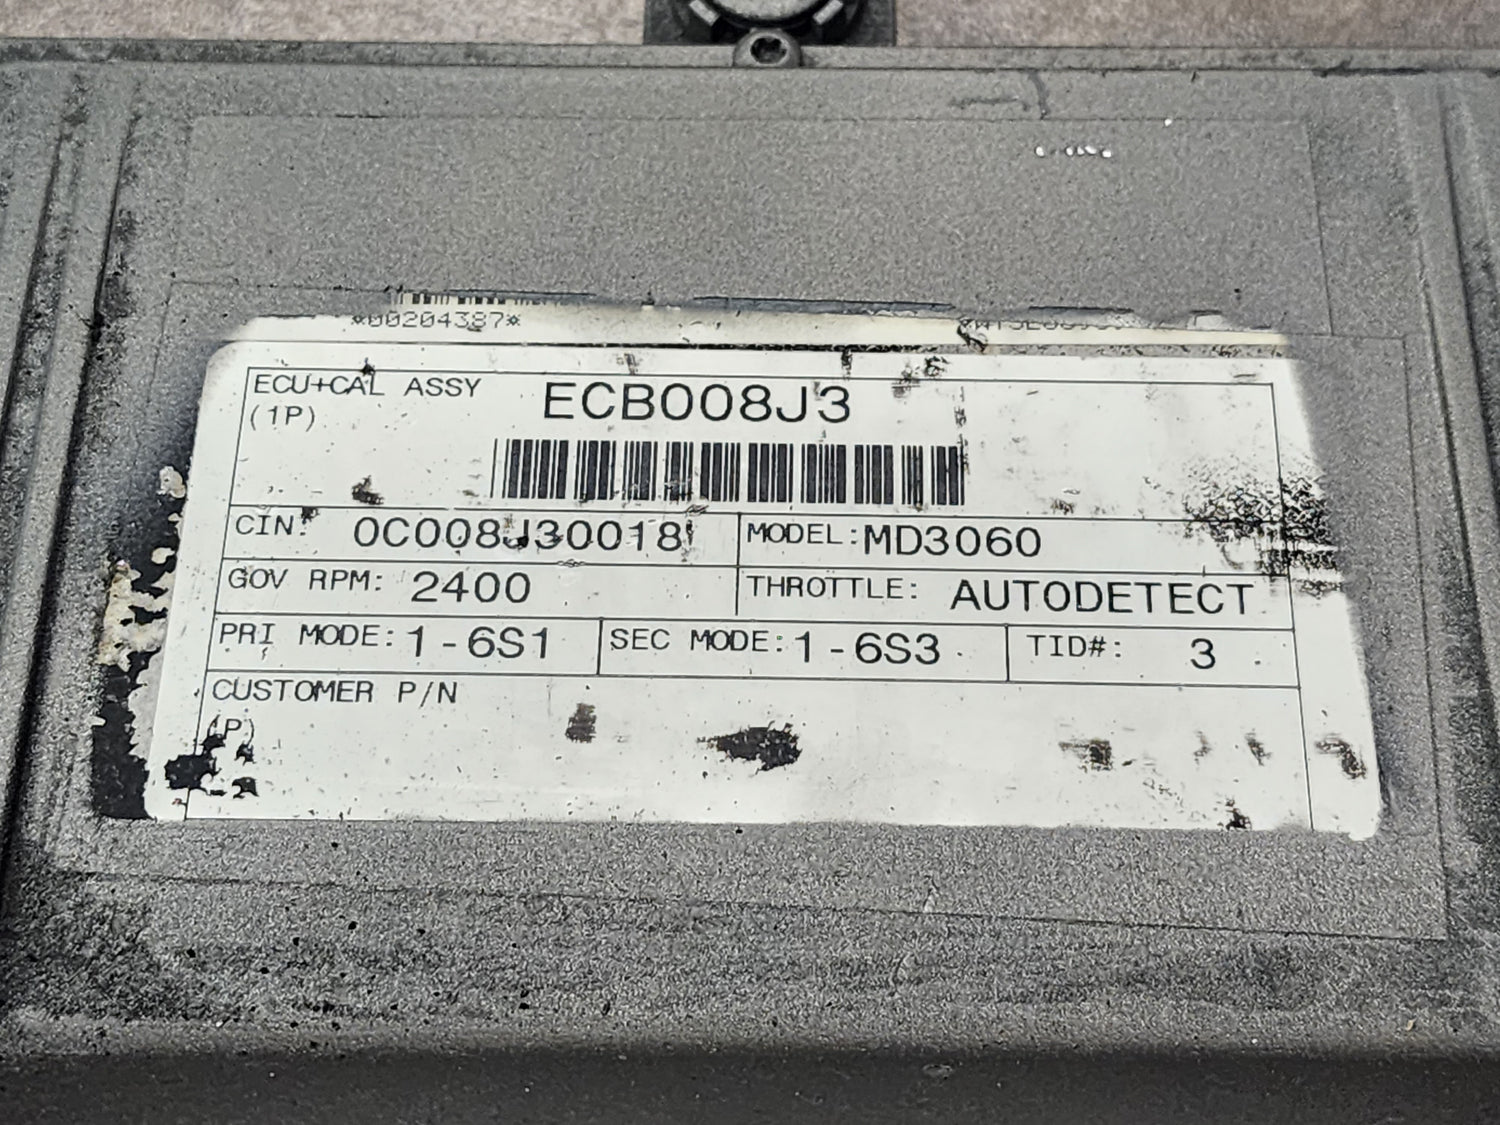 *00204387*
ECU+CAL ASSY ECB008J3
(1P)
CIN: 0C008J30018 MODEL: MD3060
GOV RPM: 2400 THROTTLE: AUTODETECT
PRI MODE: 1-6S1 SEC MODE: 1-6S3 TID#: 3
CUSTOMER P/N
(P)